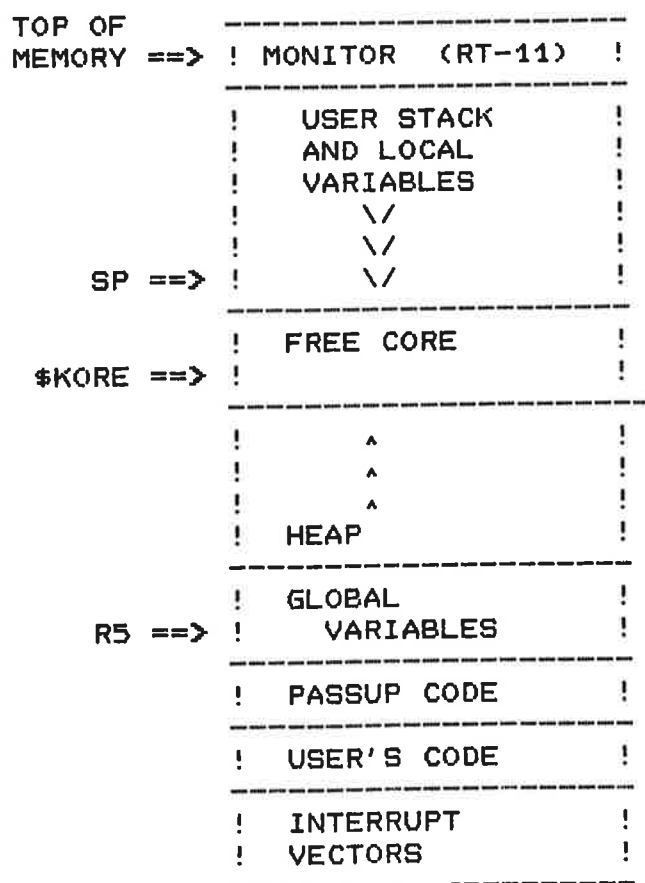 TOP OF
MEMORY ==> ! MONITOR (RT-11) !
! USER STACK !
! AND LOCAL !
! VARIABLES !
! \/ !
! \/ !
SP ==> ! \/ !
! FREE CORE !
$KORE ==> ! !
! ^ !
! ^ !
! ^ !
! HEAP !
! GLOBAL !
R5 ==> ! VARIABLES !
! PASSUP CODE !
! USER'S CODE !
! INTERRUPT !
! VECTORS !